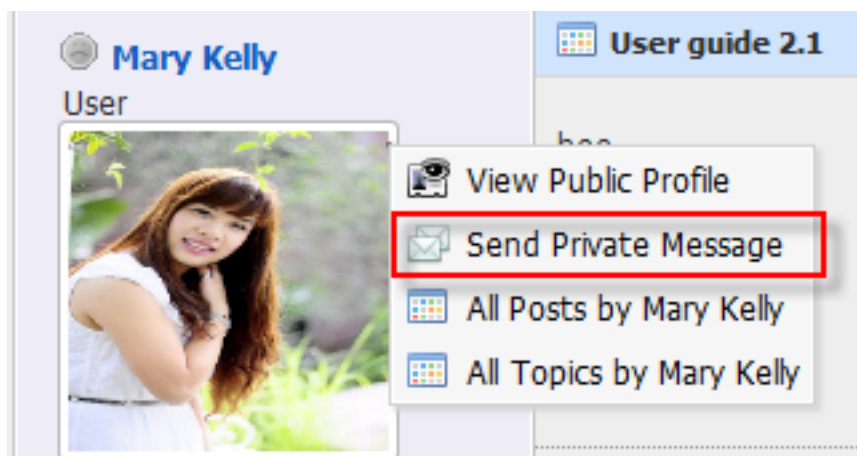 Mary Kelly
User
User guide 2.1
View Public Profile
Send Private Message
All Posts by Mary Kelly
All Topics by Mary Kelly